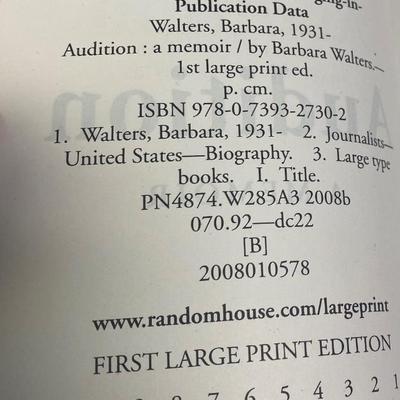 Publication Data
Walters, Barbara, 1931-
Audition : a memoir / by Barbara Walters.—
1st large print ed.
p. cm.
ISBN 978-0-7393-2730-2
1. Walters, Barbara, 1931- 2. Journalists—
United States—Biography. 3. Large type
books. I. Title.
PN4874.W285A3 2008b
070.92—dc22
[B]
2008010578
www.randomhouse.com/largeprint
FIRST LARGE PRINT EDITION
7 6 5 4 3 2 1